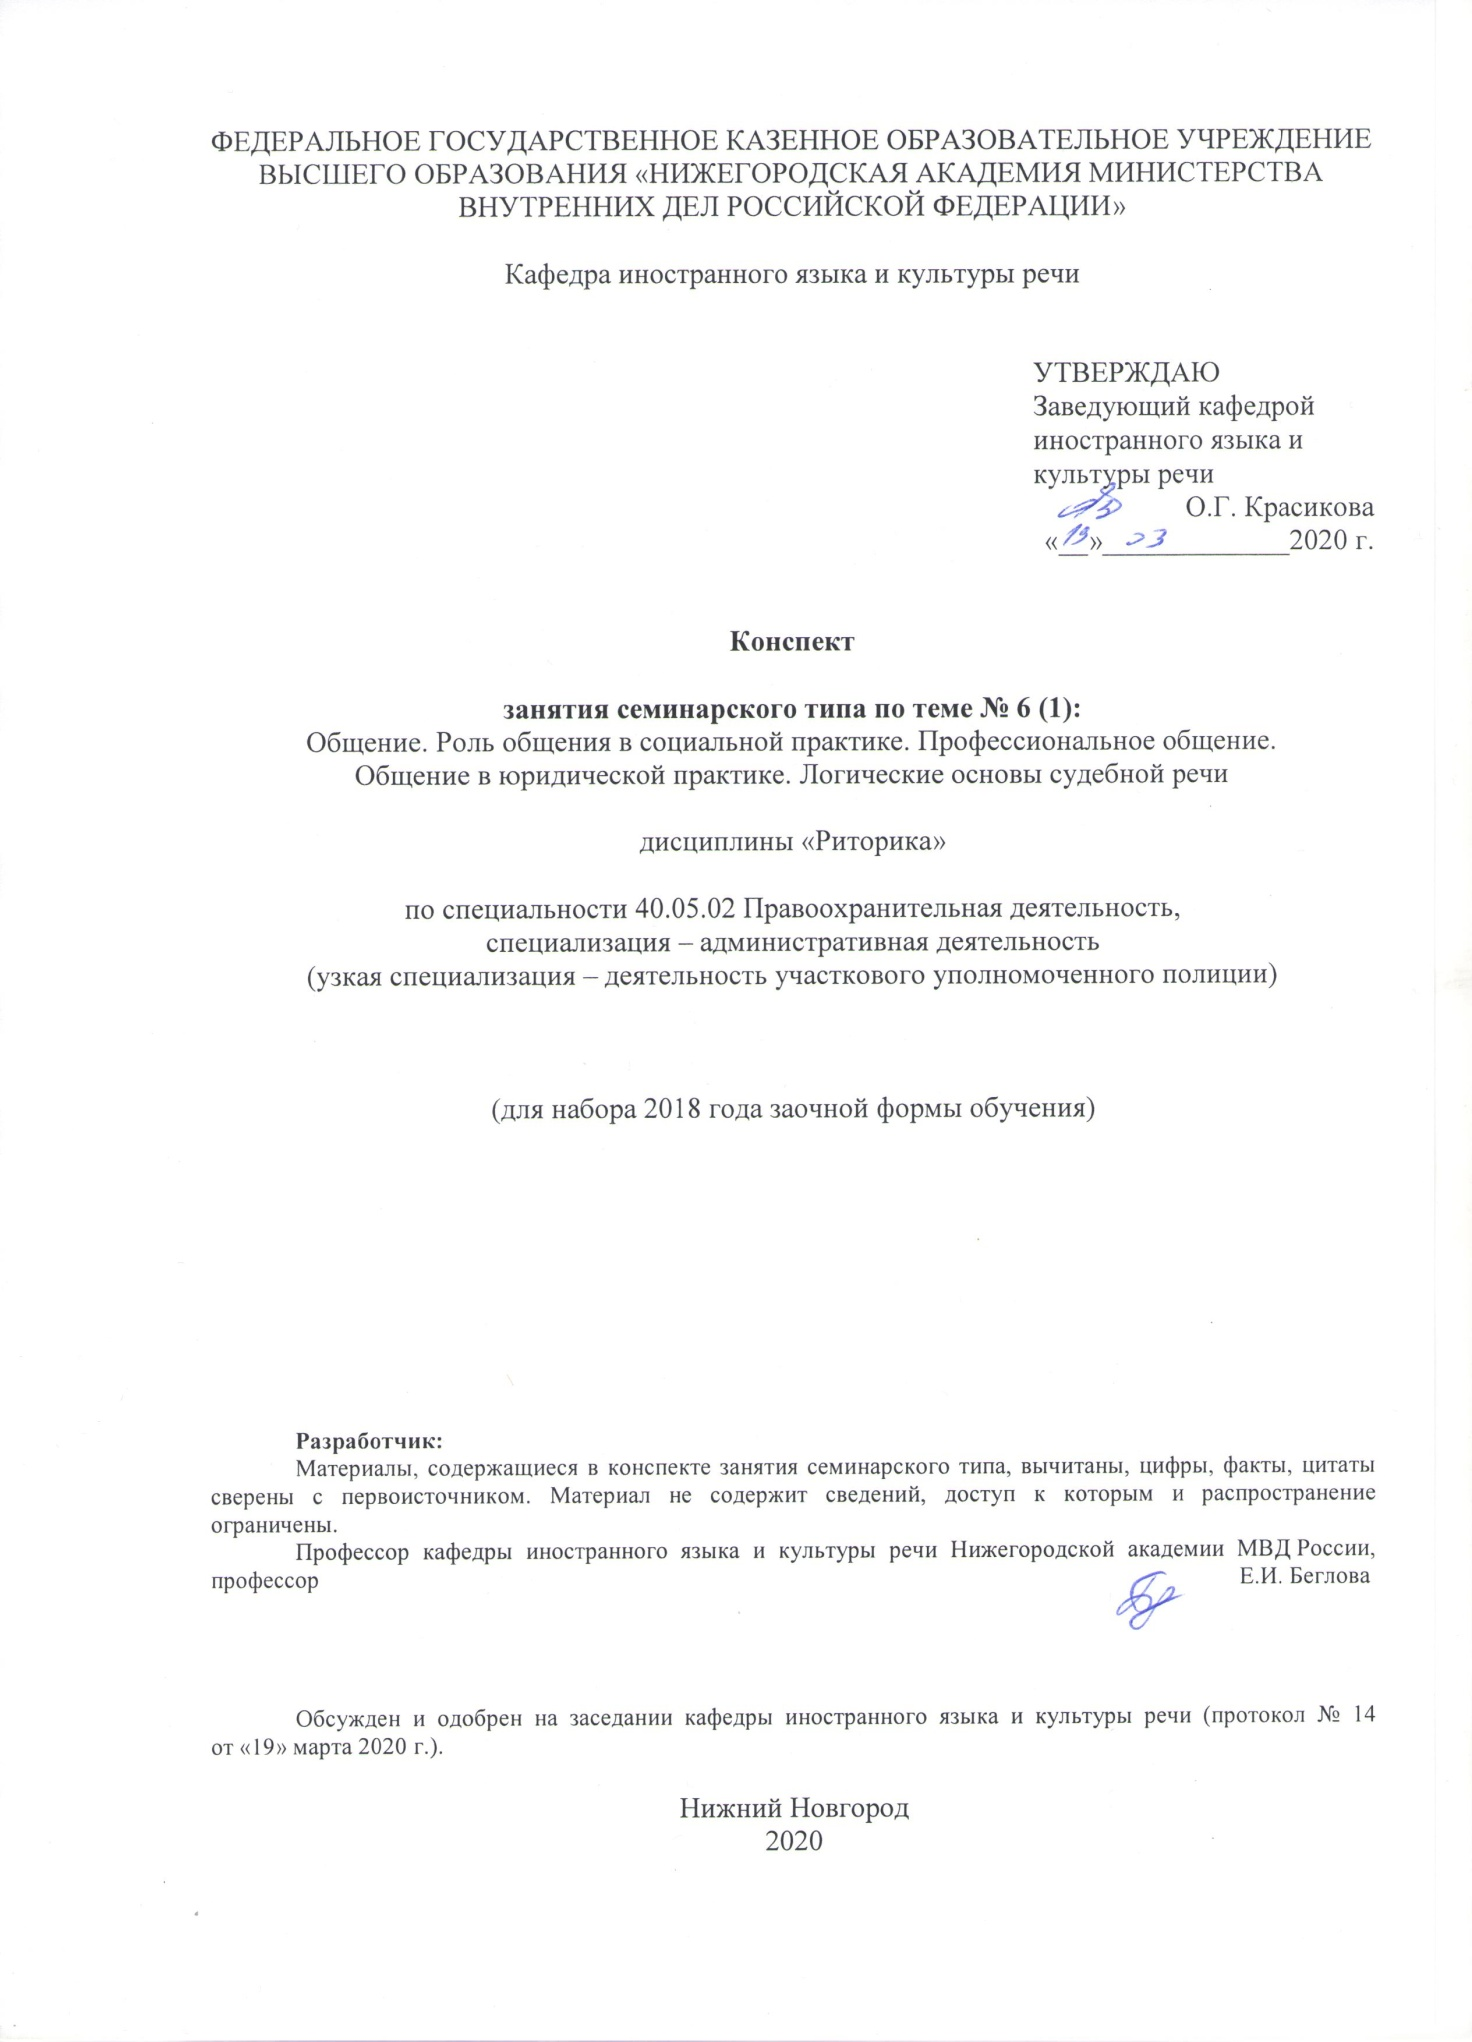 ФЕДЕРАЛЬНОЕ ГОСУДАРСТВЕННОЕ КАЗЕННОЕ ОБРАЗОВАТЕЛЬНОЕ УЧРЕЖДЕНИЕ
ВЫСШЕГО ОБРАЗОВАНИЯ «НИЖЕГОРОДСКАЯ АКАДЕМИЯ МИНИСТЕРСТВА
ВНУТРЕННИХ ДЕЛ РОССИЙСКОЙ ФЕДЕРАЦИИ»
Кафедра иностранного языка и культуры речи
УТВЕРЖДАЮ
Заведующий кафедрой
иностранного языка и
культуры речи
О.Г. Красикова
«19» 03 2020 г.
Конспект
занятия семинарского типа по теме № 6 (1):
Общение. Роль общения в социальной практике. Профессиональное общение.
Общение в юридической практике. Логические основы судебной речи
дисциплины «Риторика»
по специальности 40.05.02 Правоохранительная деятельность,
специализация – административная деятельность
(узкая специализация – деятельность участкового уполномоченного полиции)
(для набора 2018 года заочной формы обучения)
Разработчик:
Материалы, содержащиеся в конспекте занятия семинарского типа, вычитаны, цифры, факты, цитаты
сверены с первоисточником. Материал не содержит сведений, доступ к которым и распространение
ограничены.
Профессор кафедры иностранного языка и культуры речи Нижегородской академии МВД России,
профессор Е.И. Беглова
Обсужден и одобрен на заседании кафедры иностранного языка и культуры речи (протокол № 14
от «19» марта 2020 г.).
Нижний Новгород
2020